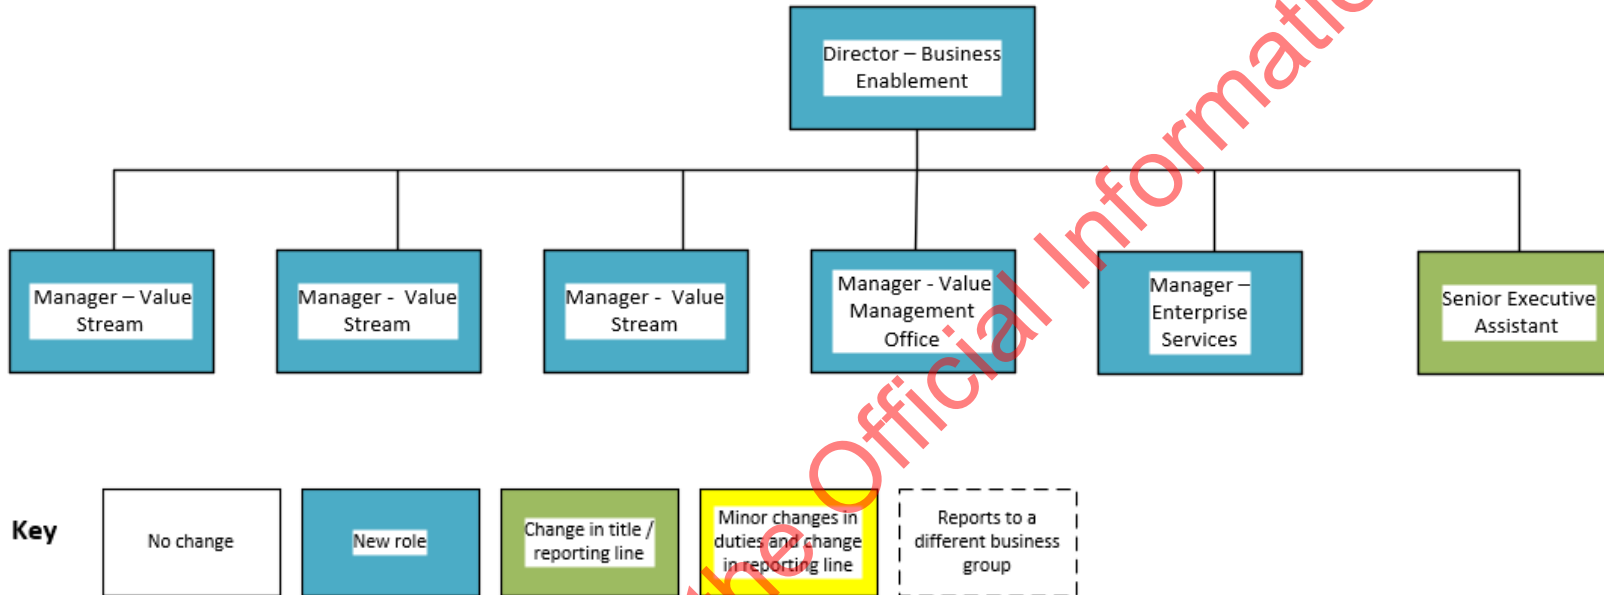 Director – Business
Enablement
Manager – Value
Stream
Manager - Value
Stream
Manager - Value
Stream
Manager - Value
Management
Office
Manager –
Enterprise
Services
Senior Executive
Assistant
Key
No change
New role
Change in title /
reporting line
Minor changes in
duties and change
in reporting line
Reports to a
different business
group
the Official Informatio